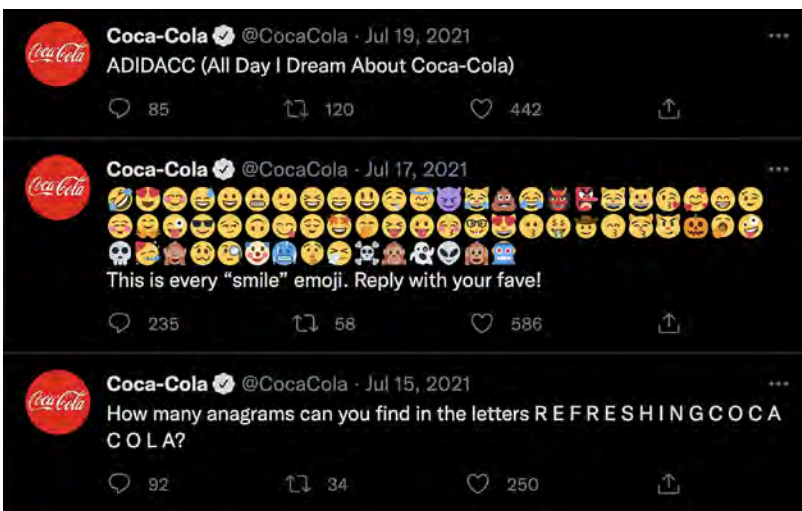 Coca-Cola @CocaCola · Jul 19, 2021
ADIDACC (All Day I Dream About Coca-Cola)
85 120 442
Coca-Cola @CocaCola · Jul 17, 2021
This is every “smile” emoji. Reply with your fave!
235 58 586
Coca-Cola @CocaCola · Jul 15, 2021
How many anagrams can you find in the letters R E F R E S H I N G C O C A
C O L A?
92 34 250